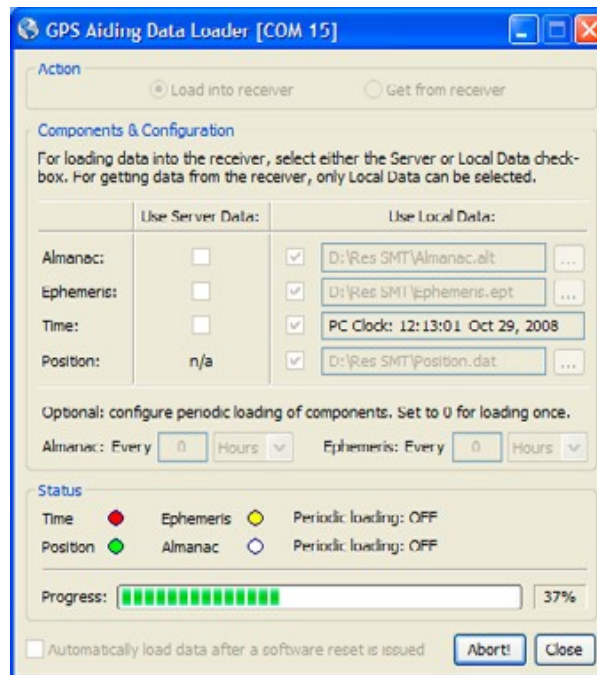 GPS Aiding Data Loader [COM 15]
Action
Load into receiver Get from receiver
Components & Configuration
For loading data into the receiver, select either the Server or Local Data check-
box. For getting data from the receiver, only Local Data can be selected.
Use Server Data: Use Local Data:
Almanac: D:\Res SMT\Almanac.alt ...
Ephemeris: D:\Res SMT\Ephemeris.ept ...
Time: PC Clock: 12:13:01 Oct 29, 2008
Position: n/a D:\Res SMT\Position.dat ...
Optional: configure periodic loading of components. Set to 0 for loading once.
Almanac: Every 0 Hours Ephemeris: Every 0 Hours
Status
Time Ephemeris Periodic loading: OFF
Position Almanac Periodic loading: OFF
Progress: 37%
Automatically load data after a software reset is issued Abort! Close